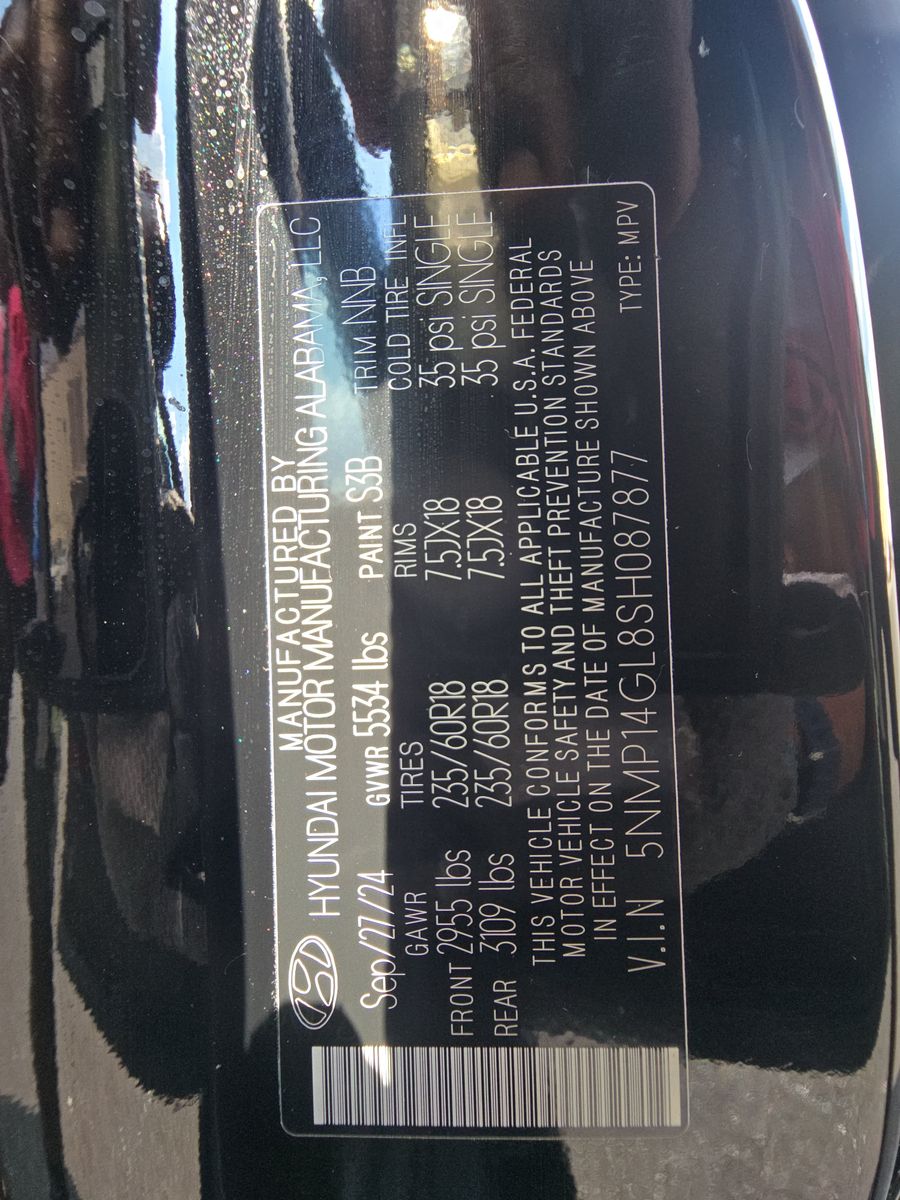 MANUFACTURED BY
HYUNDAI MOTOR MANUFACTURING ALABAMA, LLC
Sep/27/24 GVWR 5534 lbs PAINT S3B TRIM NNB
GAWR TIRES RIMS COLD TIRE INFL
FRONT 2955 lbs 235/60R18 7.5JX18 35 psi SINGLE
REAR 3109 lbs 235/60R18 7.5JX18 35 psi SINGLE
THIS VEHICLE CONFORMS TO ALL APPLICABLE U.S.A. FEDERAL
MOTOR VEHICLE SAFETY AND THEFT PREVENTION STANDARDS
IN EFFECT ON THE DATE OF MANUFACTURE SHOWN ABOVE
V.I.N 5NMP14GL8SH087877 TYPE: MPV